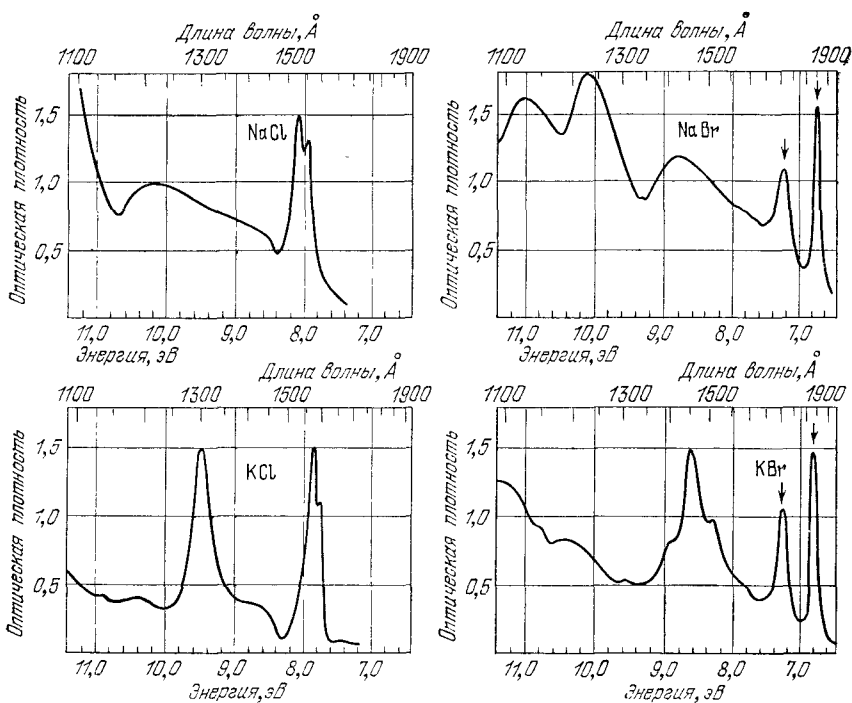 Длина волны, Å
1100 1300 1500 1900
Оптическая плотность
1,5
1,0
0,5
NaCl
11,0 10,0 9,0 8,0 7,0
Энергия, эВ
Длина волны, Å
1100 1300 1500 1900
Оптическая плотность
1,5
1,0
0,5
NaBr
11,0 10,0 9,0 8,0 7,0
Энергия, эВ
Длина волны, Å
1100 1300 1500 1900
Оптическая плотность
1,5
1,0
0,5
KCl
11,0 10,0 9,0 8,0 7,0
Энергия, эВ
Длина волны, Å
1100 1300 1500 1900
Оптическая плотность
1,5
1,0
0,5
KBr
11,0 10,0 9,0 8,0 7,0
Энергия, эВ